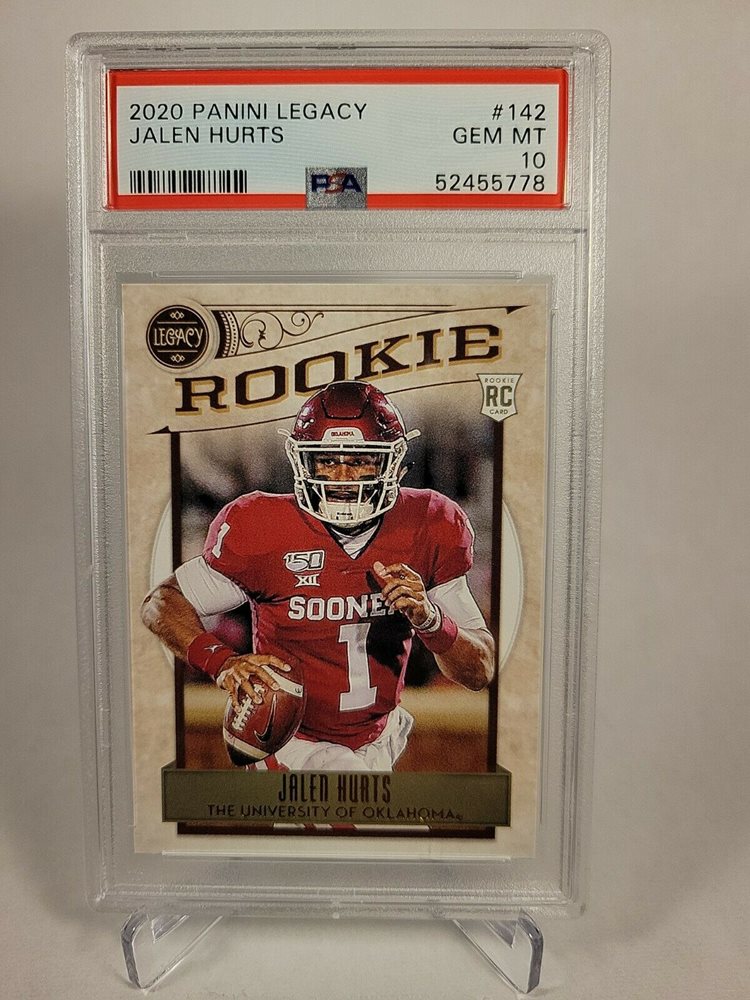 2020 PANINI LEGACY #142
JALEN HURTS GEM MT
10
PSA 52455778
LEGACY
ROOKIE
ROOKIE
RC
CARD
OKLAHOMA
1
150
XII
SOONE
1
JALEN HURTS
THE UNIVERSITY OF OKLAHOMA